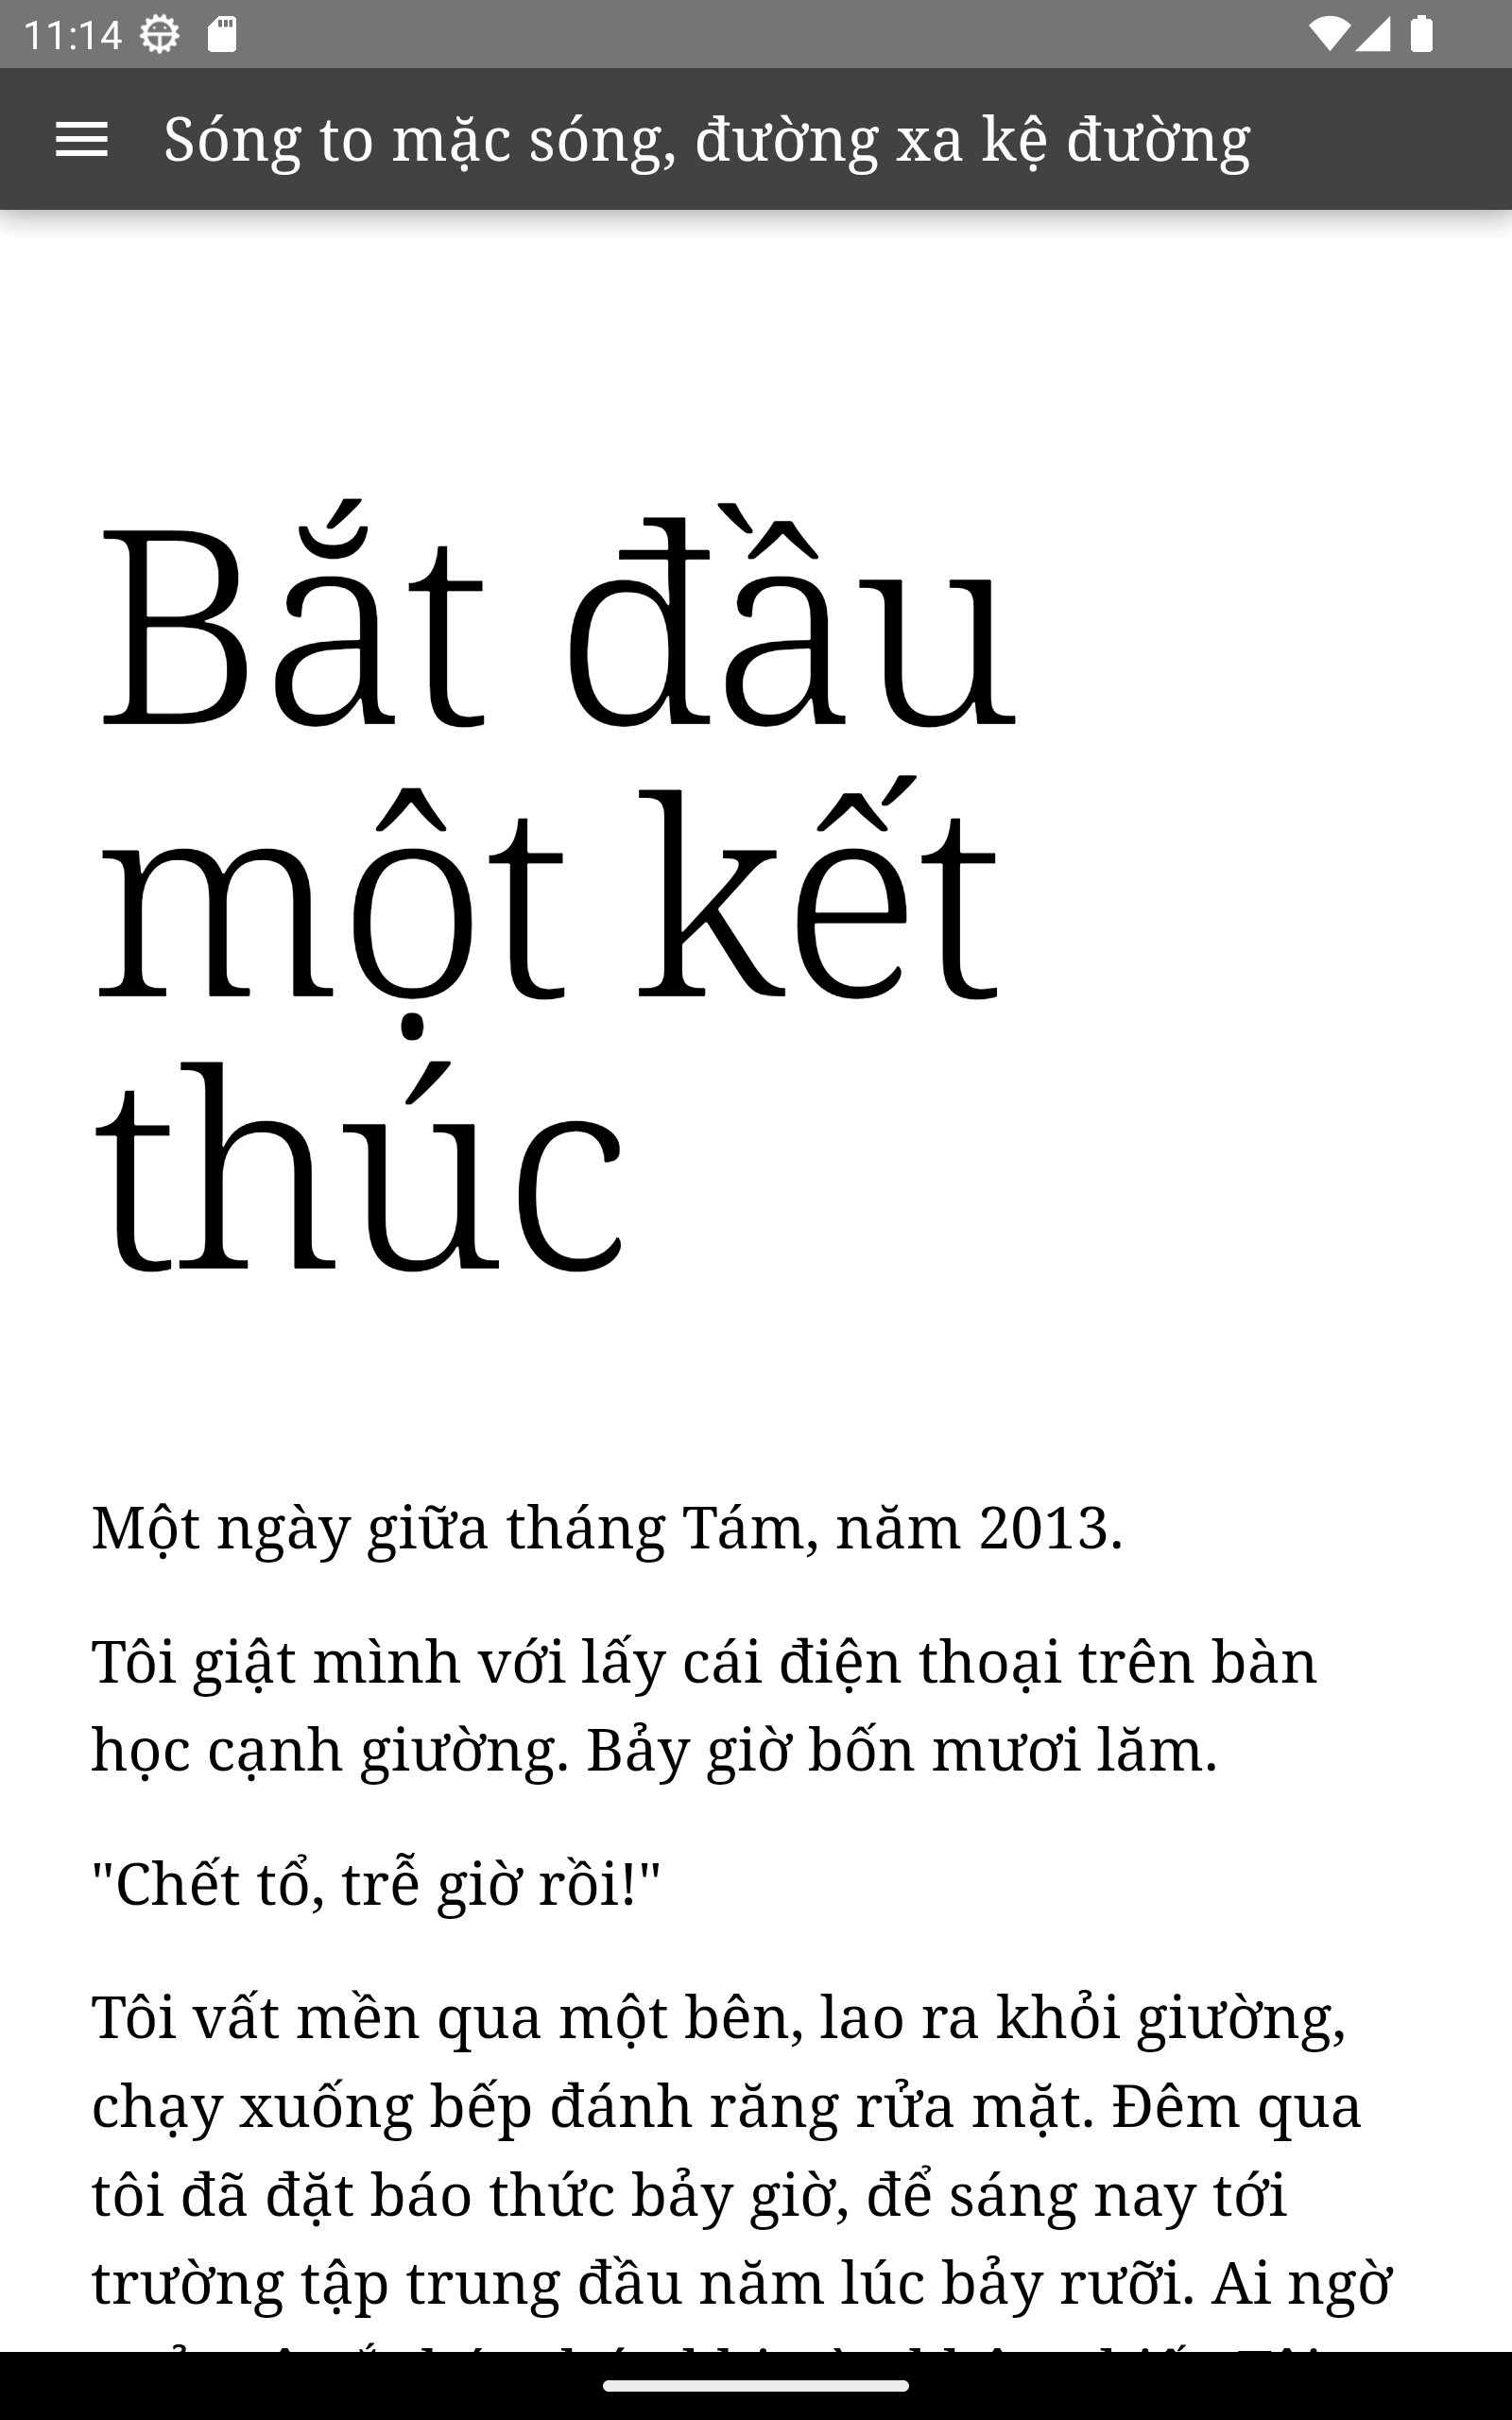 11:14
Sóng to mặc sóng, đường xa kệ đường
Bắt đầu
một kết
thúc
Một ngày giữa tháng Tám, năm 2013.
Tôi giật mình với lấy cái điện thoại trên bàn
học cạnh giường. Bảy giờ bốn mươi lăm.
"Chết tổ, trễ giờ rồi!"
Tôi vất mền qua một bên, lao ra khỏi giường,
chạy xuống bếp đánh răng rửa mặt. Đêm qua
tôi đã đặt báo thức bảy giờ, để sáng nay tới
trường tập trung đầu năm lúc bảy rưỡi. Ai ngờ